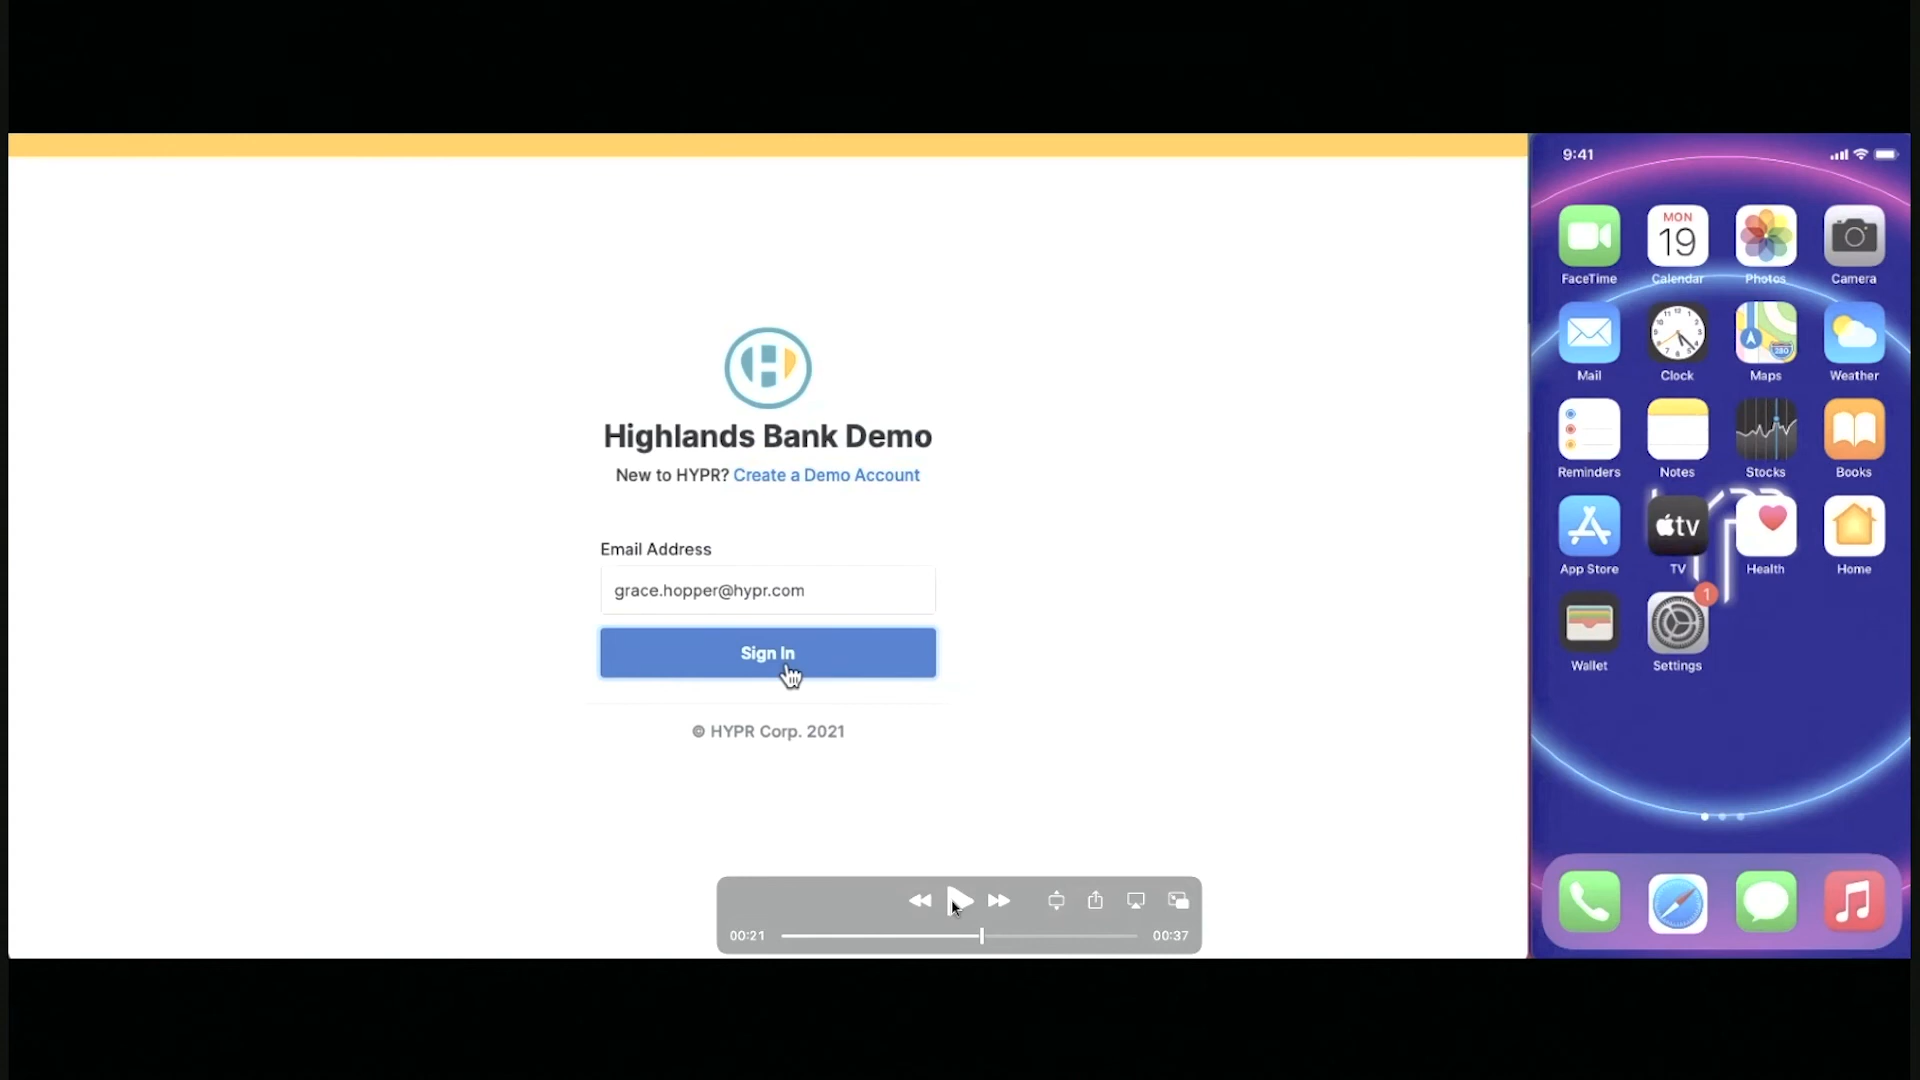 Highlands Bank Demo
New to HYPR? Create a Demo Account
Email Address
grace.hopper@hypr.com
Sign In
© HYPR Corp. 2021
00:21
00:37
9:41
MON
19
FaceTime
Calendar
Photos
Camera
280
Mail
Clock
Maps
Weather
Reminders
Notes
Stocks
Books
tv
App Store
TV
Health
Home
1
Wallet
Settings